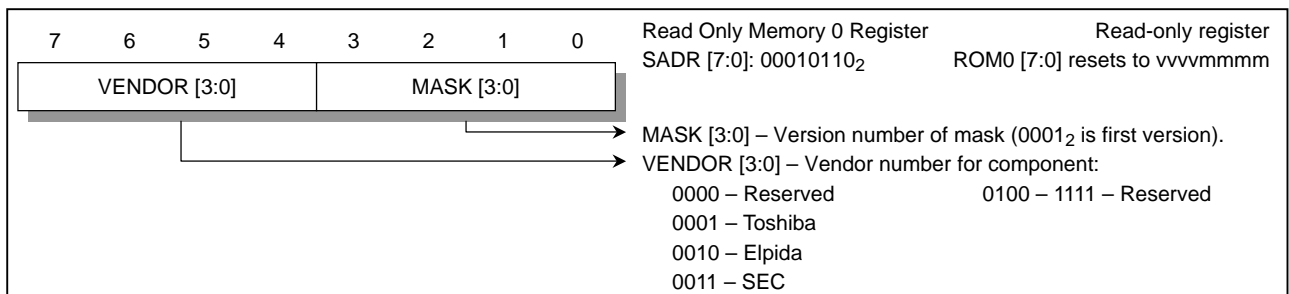 7 6 5 4 3 2 1 0
VENDOR [3:0] MASK [3:0]
Read Only Memory 0 Register Read-only register
SADR [7:0]: 00010110₂ ROM0 [7:0] resets to vvvvmmmm
MASK [3:0] – Version number of mask (0001₂ is first version).
VENDOR [3:0] – Vendor number for component:
0000 – Reserved 0100 – 1111 – Reserved
0001 – Toshiba
0010 – Elpida
0011 – SEC